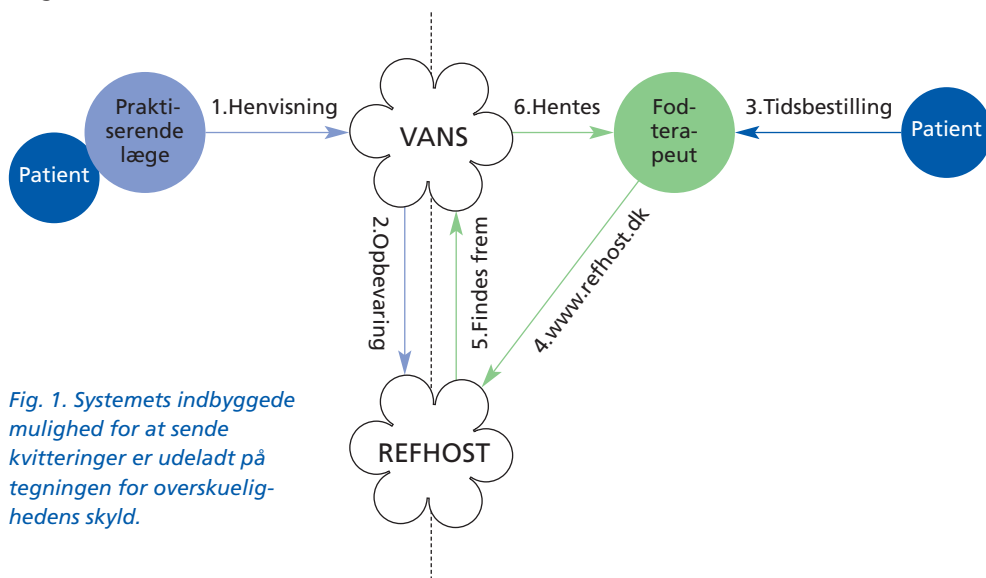 Prakti-
serende
læge
Patient
1.Henvisning
VANS
6.Hentes
Fod-
tera-
peut
3.Tidsbestilling
Patient
2.Opbevaring
5.Findes frem
4.www.refhost.dk
REFHOST
Fig. 1. Systemets indbyggede
mulighed for at sende
kvitteringer er udeladt på
tegningen for overskuelig-
hedens skyld.